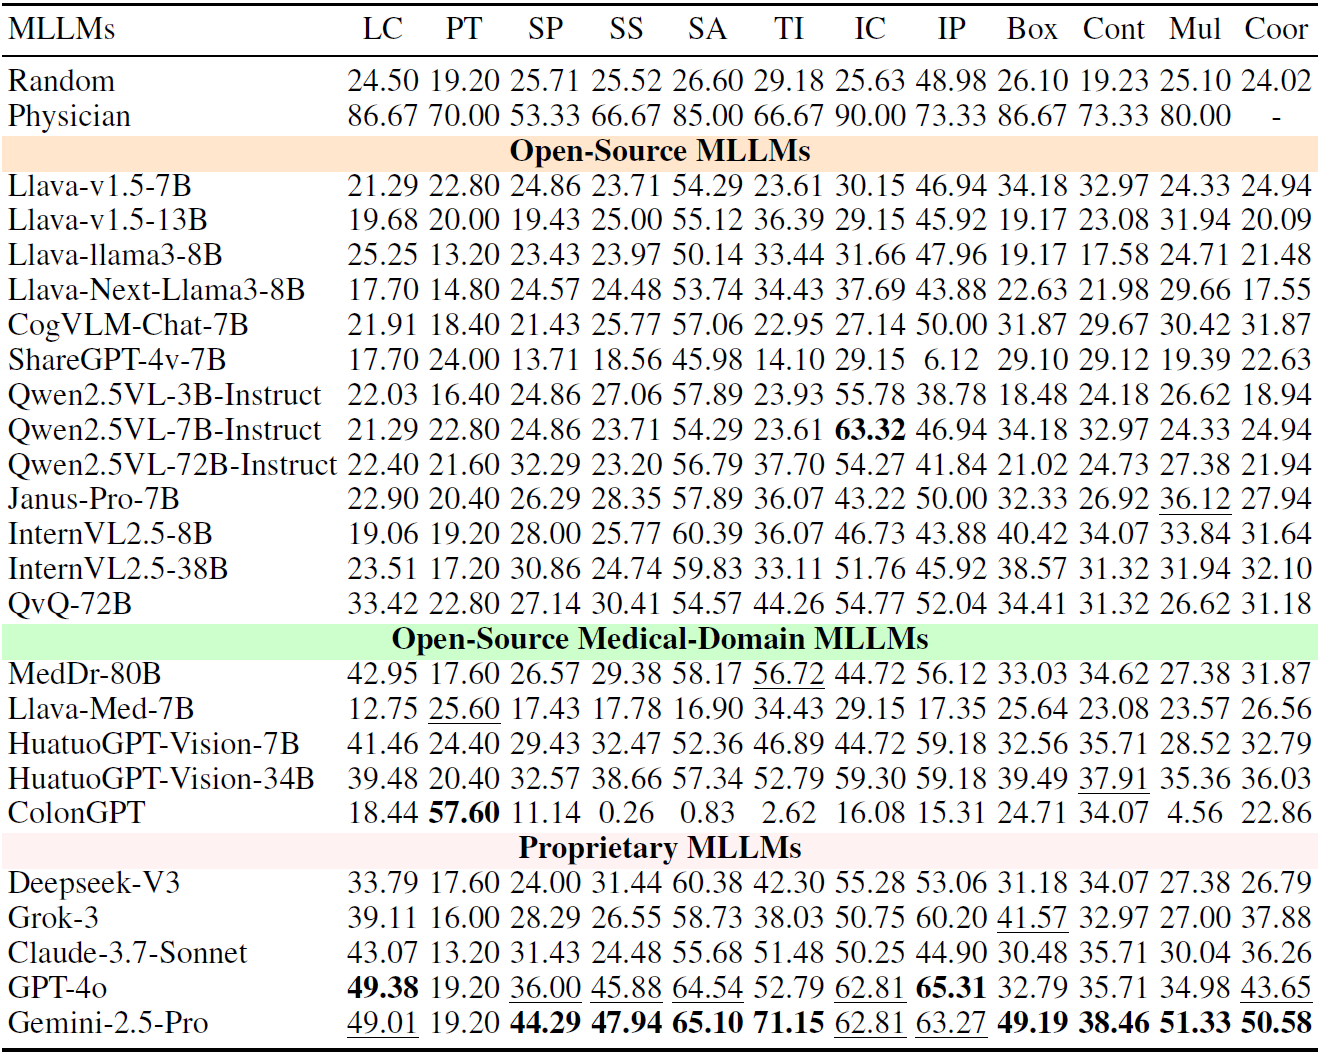 MLLMs LC PT SP SS SA TI IC IP Box Cont Mul Coor
Random 24.50 19.20 25.71 25.52 26.60 29.18 25.63 48.98 26.10 19.23 25.10 24.02
Physician 86.67 70.00 53.33 66.67 85.00 66.67 90.00 73.33 86.67 73.33 80.00 -
Open-Source MLLMs
Llava-v1.5-7B 21.29 22.80 24.86 23.71 54.29 23.61 30.15 46.94 34.18 32.97 24.33 24.94
Llava-v1.5-13B 19.68 20.00 19.43 25.00 55.12 36.39 29.15 45.92 19.17 23.08 31.94 20.09
Llava-llama3-8B 25.25 13.20 23.43 23.97 50.14 33.44 31.66 47.96 19.17 17.58 24.71 21.48
Llava-Next-Llama3-8B 17.70 14.80 24.57 24.48 53.74 34.43 37.69 43.88 22.63 21.98 29.66 17.55
CogVLM-Chat-7B 21.91 18.40 21.43 25.77 57.06 22.95 27.14 50.00 31.87 29.67 30.42 31.87
ShareGPT-4v-7B 17.70 24.00 13.71 18.56 45.98 14.10 29.15 6.12 29.10 29.12 19.39 22.63
Qwen2.5VL-3B-Instruct 22.03 16.40 24.86 27.06 57.89 23.93 55.78 38.78 18.48 24.18 26.62 18.94
Qwen2.5VL-7B-Instruct 21.29 22.80 24.86 23.71 54.29 23.61 63.32 46.94 34.18 32.97 24.33 24.94
Qwen2.5VL-72B-Instruct 22.40 21.60 32.29 23.20 56.79 37.70 54.27 41.84 21.02 24.73 27.38 21.94
Janus-Pro-7B 22.90 20.40 26.29 28.35 57.89 36.07 43.22 50.00 32.33 26.92 36.12 27.94
InternVL2.5-8B 19.06 19.20 28.00 25.77 60.39 36.07 46.73 43.88 40.42 34.07 33.84 31.64
InternVL2.5-38B 23.51 17.20 30.86 24.74 59.83 33.11 51.76 45.92 38.57 31.32 31.94 32.10
QvQ-72B 33.42 22.80 27.14 30.41 54.57 44.26 54.77 52.04 34.41 31.32 26.62 31.18
Open-Source Medical-Domain MLLMs
MedDr-80B 42.95 17.60 26.57 29.38 58.17 56.72 44.72 56.12 33.03 34.62 27.38 31.87
Llava-Med-7B 12.75 25.60 17.43 17.78 16.90 34.43 29.15 17.35 25.64 23.08 23.57 26.56
HuatuoGPT-Vision-7B 41.46 24.40 29.43 32.47 52.36 46.89 44.72 59.18 32.56 35.71 28.52 32.79
HuatuoGPT-Vision-34B 39.48 20.40 32.57 38.66 57.34 52.79 59.30 59.18 39.49 37.91 35.36 36.03
ColonGPT 18.44 57.60 11.14 0.26 0.83 2.62 16.08 15.31 24.71 34.07 4.56 22.86
Proprietary MLLMs
Deepseek-V3 33.79 17.60 24.00 31.44 60.38 42.30 55.28 53.06 31.18 34.07 27.38 26.79
Grok-3 39.11 16.00 28.29 26.55 58.73 38.03 50.75 60.20 41.57 32.97 27.00 37.88
Claude-3.7-Sonnet 43.07 13.20 31.43 24.48 55.68 51.48 50.25 44.90 30.48 35.71 30.04 36.26
GPT-4o 49.38 19.20 36.00 45.88 64.54 52.79 62.81 65.31 32.79 35.71 34.98 43.65
Gemini-2.5-Pro 49.01 19.20 44.29 47.94 65.10 71.15 62.81 63.27 49.19 38.46 51.33 50.58